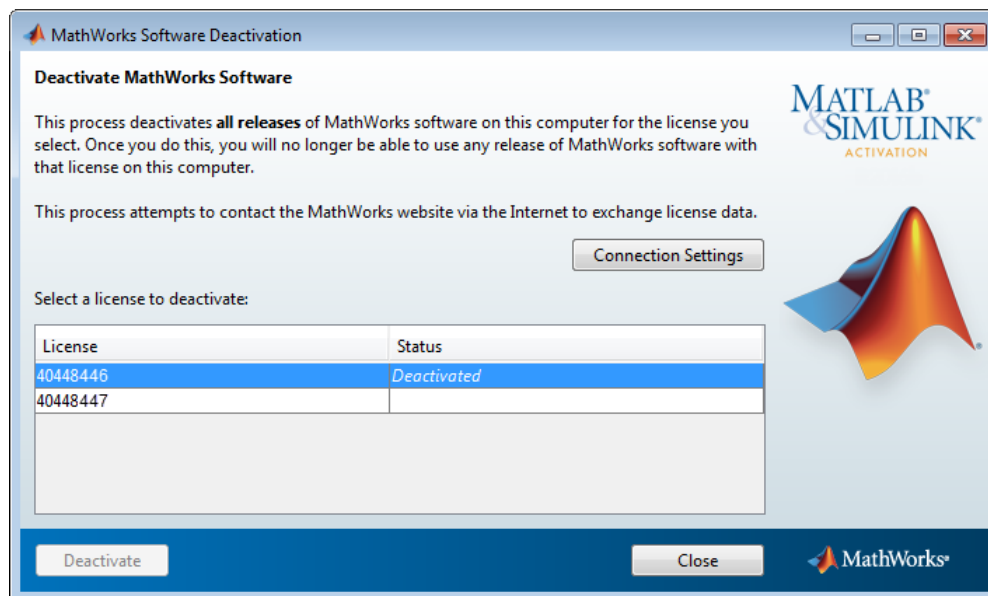 MathWorks Software Deactivation
Deactivate MathWorks Software
This process deactivates all releases of MathWorks software on this computer for the license you
select. Once you do this, you will no longer be able to use any release of MathWorks software with
that license on this computer.
This process attempts to contact the MathWorks website via the Internet to exchange license data.
Connection Settings
Select a license to deactivate:
License Status
40448446 Deactivated
40448447
Deactivate
Close
MATLAB®
&SIMULINK®
ACTIVATION
®
MathWorks®